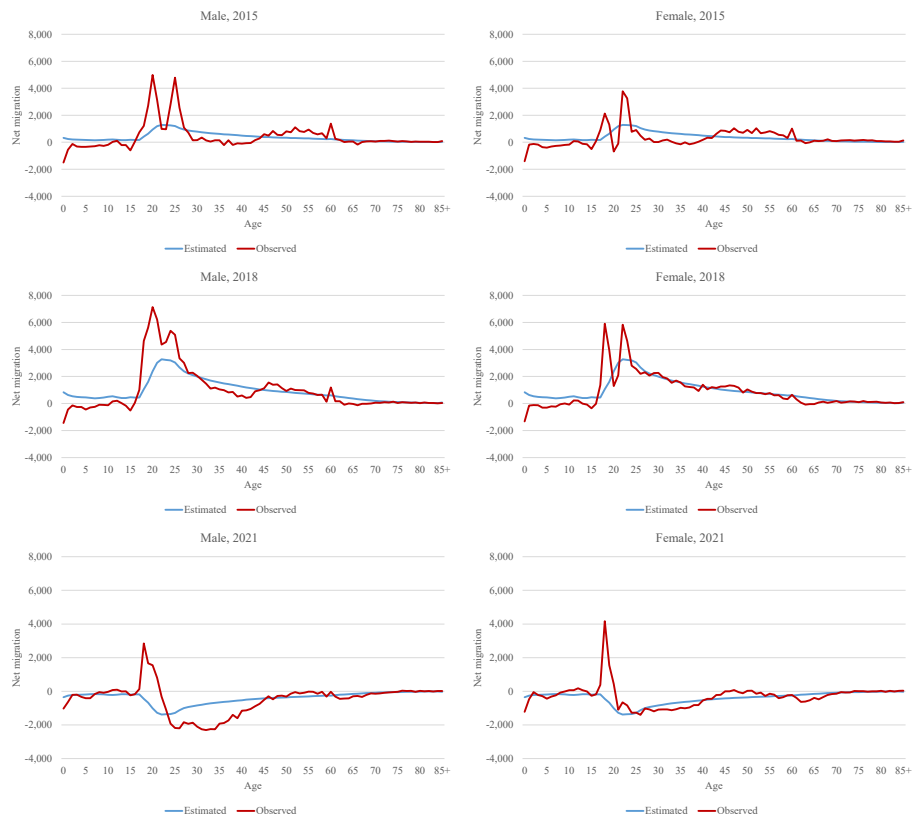 Male, 2015
8,000
6,000
4,000
2,000
0
-2,000
-4,000
Net migration
0 5 10 15 20 25 30 35 40 45 50 55 60 65 70 75 80 85+
Age
Estimated Observed
Female, 2015
8,000
6,000
4,000
2,000
0
-2,000
-4,000
Net migration
0 5 10 15 20 25 30 35 40 45 50 55 60 65 70 75 80 85+
Age
Estimated Observed
Male, 2018
8,000
6,000
4,000
2,000
0
-2,000
-4,000
Net migration
0 5 10 15 20 25 30 35 40 45 50 55 60 65 70 75 80 85+
Age
Estimated Observed
Female, 2018
8,000
6,000
4,000
2,000
0
-2,000
-4,000
Net migration
0 5 10 15 20 25 30 35 40 45 50 55 60 65 70 75 80 85+
Age
Estimated Observed
Male, 2021
8,000
6,000
4,000
2,000
0
-2,000
-4,000
Net migration
0 5 10 15 20 25 30 35 40 45 50 55 60 65 70 75 80 85+
Age
Estimated Observed
Female, 2021
8,000
6,000
4,000
2,000
0
-2,000
-4,000
Net migration
0 5 10 15 20 25 30 35 40 45 50 55 60 65 70 75 80 85+
Age
Estimated Observed